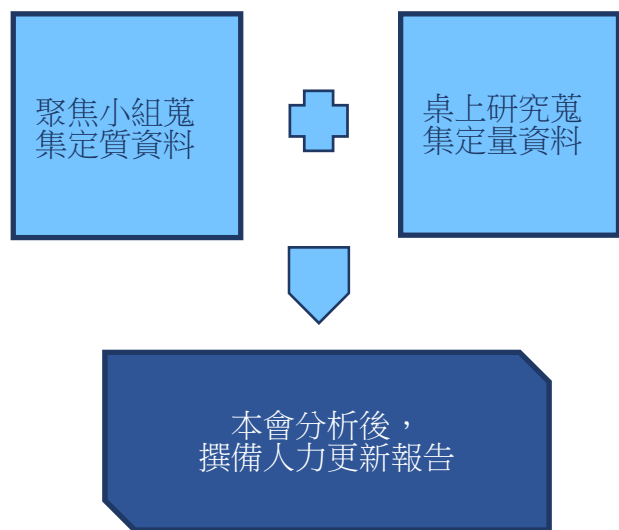 聚焦小組蒐
集定質資料
桌上研究蒐
集定量資料
本會分析後，
撰備人力更新報告